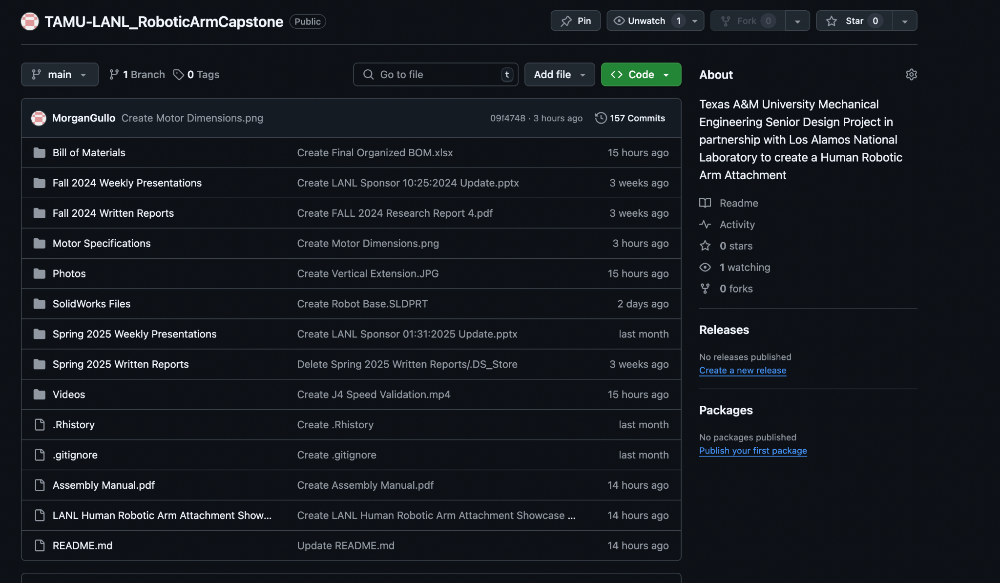 TAMU-LANL_RoboticArmCapstone Public Pin Unwatch 1 Fork 0 Star 0
main 1 Branch 0 Tags Go to file t Add file Code
MorganGullo Create Motor Dimensions.png 09f4748 · 3 hours ago 157 Commits
Bill of Materials Create Final Organized BOM.xlsx 15 hours ago
Fall 2024 Weekly Presentations Create LANL Sponsor 10:25:2024 Update.pptx 3 weeks ago
Fall 2024 Written Reports Create FALL 2024 Research Report 4.pdf 3 weeks ago
Motor Specifications Create Motor Dimensions.png 3 hours ago
Photos Create Vertical Extension.JPG 15 hours ago
SolidWorks Files Create Robot Base.SLDPRT 2 days ago
Spring 2025 Weekly Presentations Create LANL Sponsor 01:31:2025 Update.pptx last month
Spring 2025 Written Reports Delete Spring 2025 Written Reports/.DS_Store 3 weeks ago
Videos Create J4 Speed Validation.mp4 15 hours ago
.Rhistory Create .Rhistory last month
.gitignore Create .gitignore last month
Assembly Manual.pdf Create Assembly Manual.pdf 14 hours ago
LANL Human Robotic Arm Attachment Show... Create LANL Human Robotic Arm Attachment Showcase ... 14 hours ago
README.md Update README.md 14 hours ago
About
Texas A&M University Mechanical
Engineering Senior Design Project in
partnership with Los Alamos National
Laboratory to create a Human Robotic
Arm Attachment
Readme
Activity
0 stars
1 watching
0 forks
Releases
No releases published
Create a new release
Packages
No packages published
Publish your first package